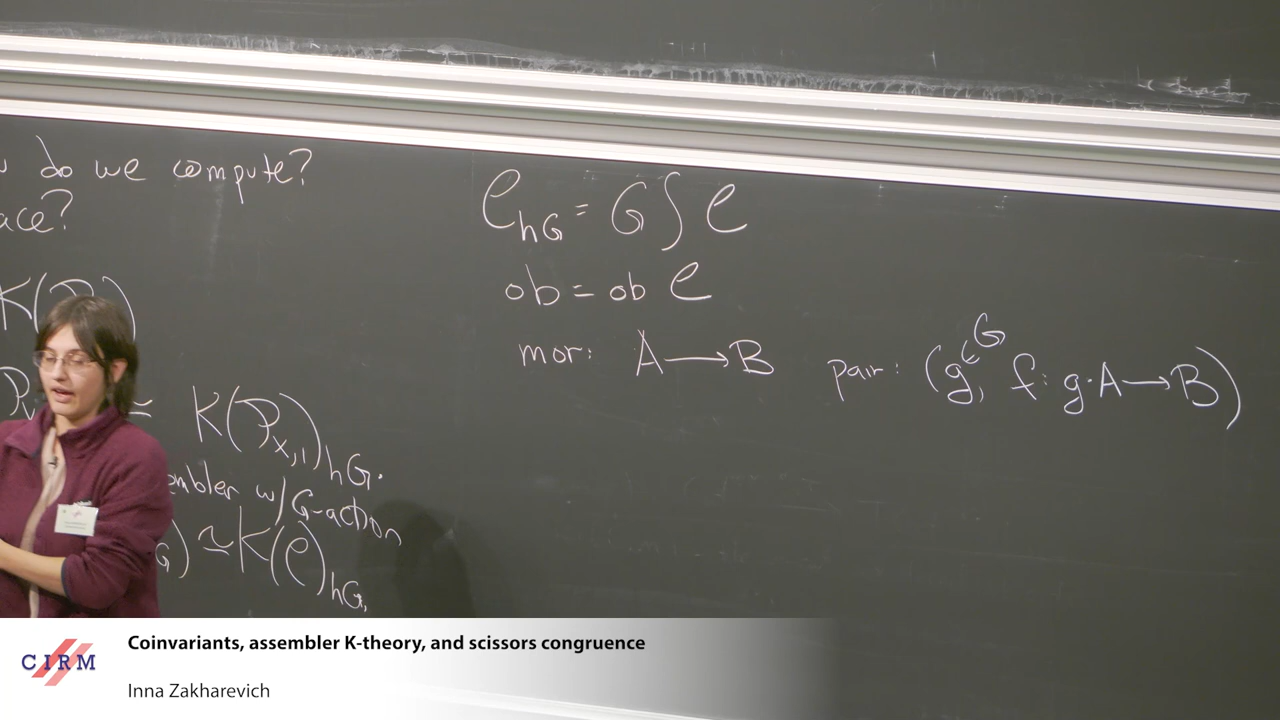 do we compute?
ace?
K(P)
K(P_{X,1})_{hG}.
embler w/ G-action
G) ≃ K(C)_{hG},
C_{hG} = G∫C
ob = ob C
mor: A → B pair: (g ∈ G, f: g·A → B)
Coinvariants, assembler K-theory, and scissors congruence
CIRM
Inna Zakharevich